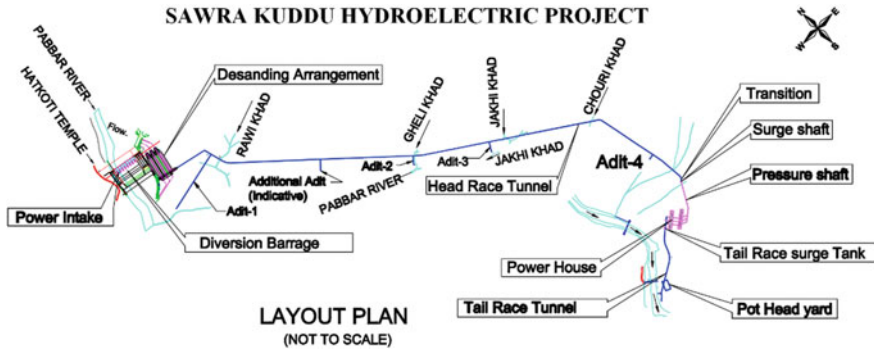 SAWRA KUDDU HYDROELECTRIC PROJECT
N
E
W
S
PABBAR RIVER
HATKOTI TEMPLE
Flow.
Desanding Arrangement
RAWI KHAD
GHELI KHAD
JAKHI KHAD
CHOURI KHAD
Transition
Surge shaft
Pressure shaft
Adit-4
Adit-2
Adit-3
JAKHI KHAD
Additional Adit
(Indicative)
PABBAR RIVER
Head Race Tunnel
Adit-1
Power Intake
Diversion Barrage
Power House
Tail Race surge Tank
Tail Race Tunnel
Pot Head yard
LAYOUT PLAN
(NOT TO SCALE)